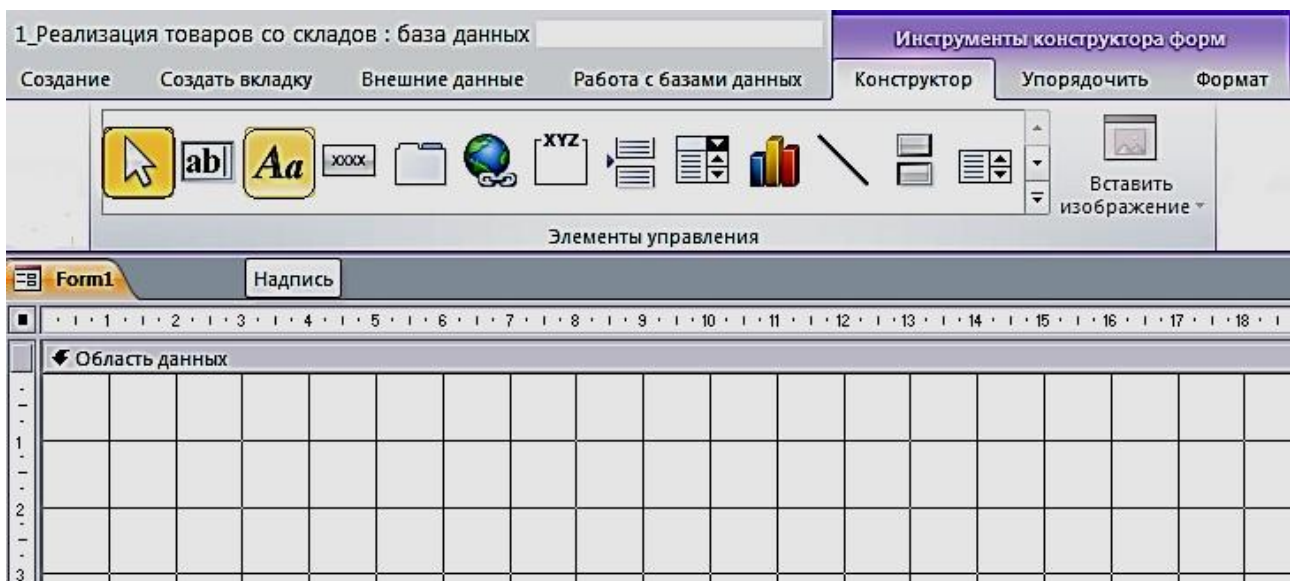 1_Реализация товаров со складов : база данных Инструменты конструктора форм
Создание Создать вкладку Внешние данные Работа с базами данных Конструктор Упорядочить Формат
ab Aa XXXX XYZ
Вставить
изображение
Элементы управления
Form1 Надпись
1 2 3 4 5 6 7 8 9 10 11 12 13 14 15 16 17 18
Область данных
1
2
3